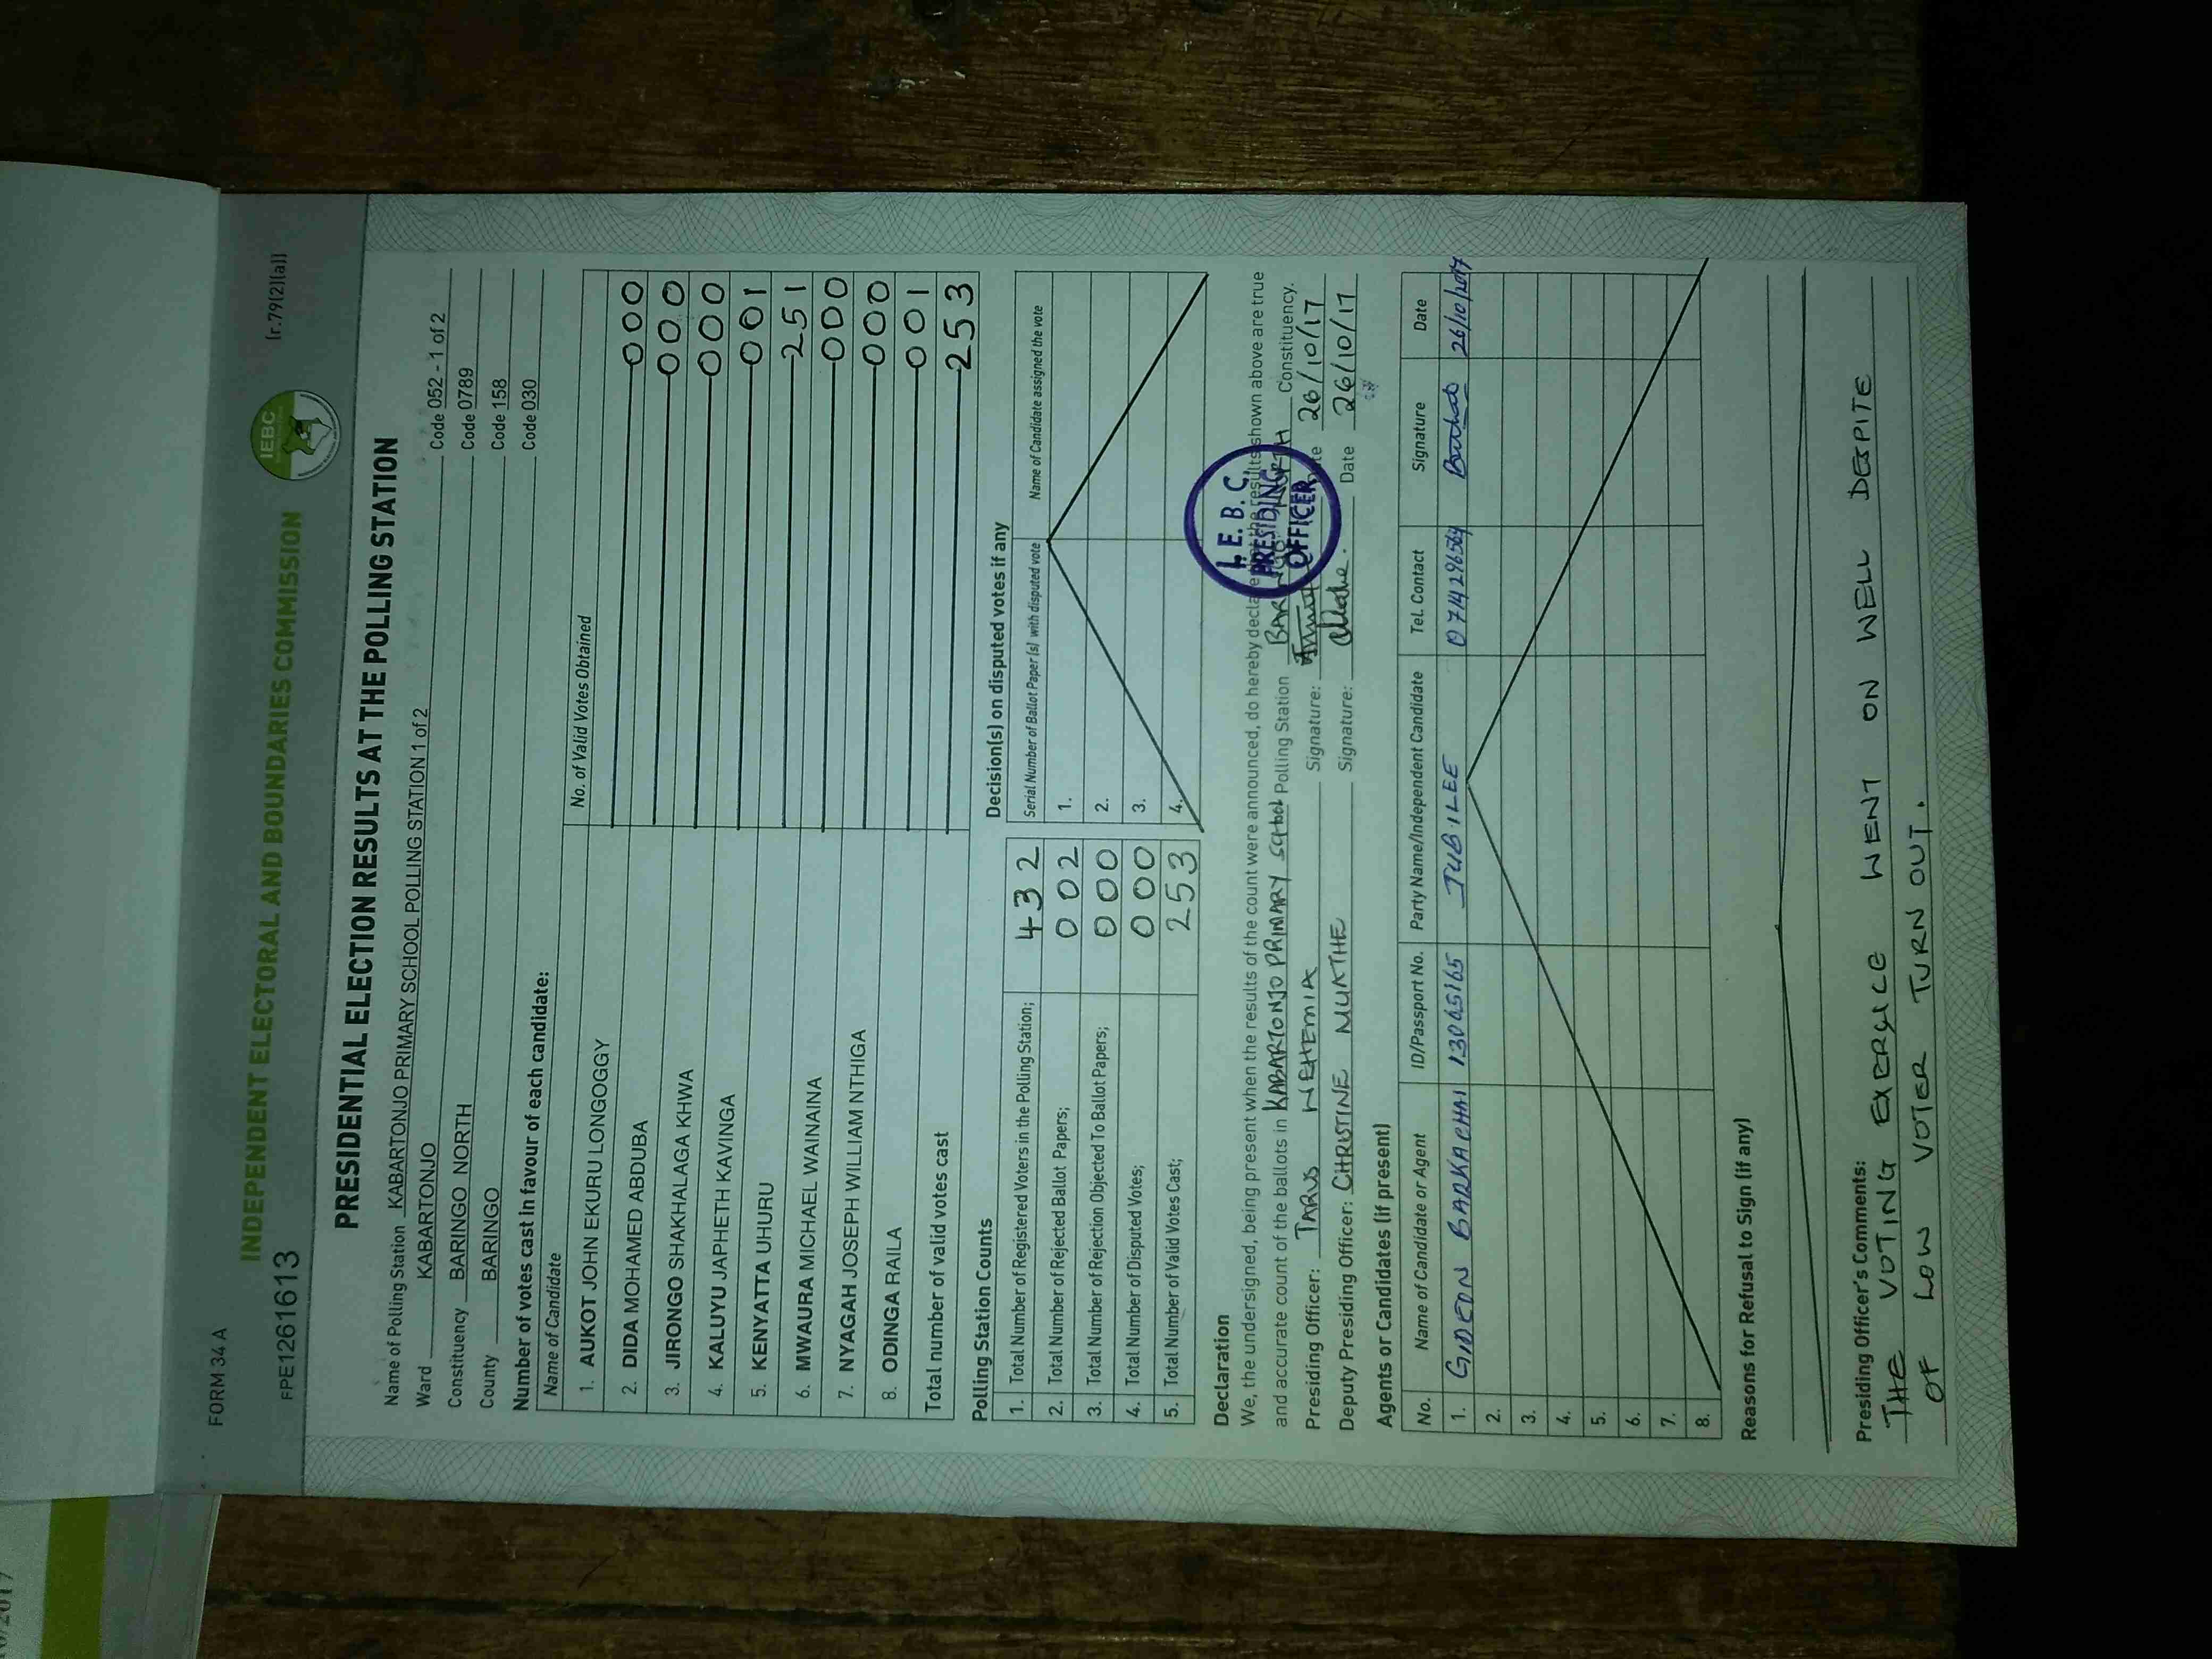 FORM 34 A
(r.79(2)(a))
IEBC
INDEPENDENT ELECTORAL AND BOUNDARIES COMMISSION
FPE1261613
PRESIDENTIAL ELECTION RESULTS AT THE POLLING STATION
Name of Polling Station KABARTONJO PRIMARY SCHOOL POLLING STATION 1 of 2 Code 052 - 1 of 2
Ward KABARTONJO Code 0789
Constituency BARINGO NORTH Code 158
County BARINGO Code 030
Number of votes cast in favour of each candidate:
Name of Candidate No. of Valid Votes Obtained
1. AUKOT JOHN EKURU LONGOGGY 000
2. DIDA MOHAMED ABDUBA 000
3. JIRONGO SHAKHALAGA KHWA 000
4. KALUYU JAPHETH KAVINGA 001
5. KENYATTA UHURU 251
6. MWAURA MICHAEL WAINAINA 000
7. NYAGAH JOSEPH WILLIAM NTHIGA 000
8. ODINGA RAILA 001
Total number of valid votes cast 253
Polling Station Counts
1. Total Number of Registered Voters in the Polling Station; 432
2. Total Number of Rejected Ballot Papers; 002
3. Total Number of Rejection Objected To Ballot Papers; 000
4. Total Number of Disputed Votes; 000
5. Total Number of Valid Votes Cast; 253
Decision(s) on disputed votes if any
Serial Number of Ballot Paper (s) with disputed vote Name of Candidate assigned the vote
1.
2.
3.
4.
Declaration
We, the undersigned, being present when the results of the count were announced, do hereby declare the results shown above are true
and accurate count of the ballots in KABARTONJO PRIMARY SCHOOL Polling Station Constituency.
Presiding Officer: TARUS NEHEMIA Signature: Date 26/10/17
Deputy Presiding Officer: CHRISTINE MUATHE Signature: Date 26/10/17
I. E. B. C.
PRESIDING
OFFICER
Agents or Candidates (if present)
No. Name of Candidate or Agent ID/Passport No. Party Name/Independent Candidate Tel. Contact Signature Date
1. GIDEON BARKACHAI 13065165 JUBILEE 26/10/2017
2.
3.
4.
5.
6.
7.
8.
Reasons for Refusal to Sign (if any)
Presiding Officer's Comments:
THE VOTING EXERCICE WENT ON WELL DESPITE
OF LOW VOTER TURN OUT.